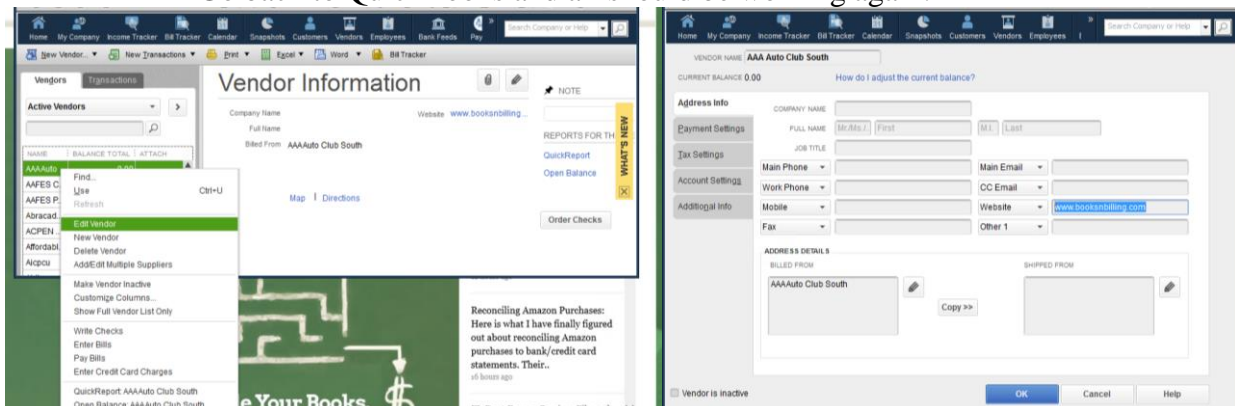 Home My Company Income Tracker Bill Tracker Calendar Snapshots Customers Vendors Employees Bank Feeds Pay Search Company or Help
New Vendor... New Transactions Print Excel Word Bill Tracker
Vendors Transactions
Active Vendors
NAME BALANCE TOTAL ATTACH
AAAAuto 0.00
AAFES C
AAFES P
Abracad
ACPEN
Affordabl
Aicpcu
Find...
Use Ctrl+U
Refresh
Edit Vendor
New Vendor
Delete Vendor
Add/Edit Multiple Suppliers
Make Vendor Inactive
Customize Columns...
Show Full Vendor List Only
Write Checks
Enter Bills
Pay Bills
Enter Credit Card Charges
QuickReport: AAAAuto Club South
Open Balance: AAAAuto Club South
Vendor Information
Company Name
Full Name
Billed From AAAAuto Club South
Website www.booksnbilling...
Map | Directions
NOTE
REPORTS FOR TH
QuickReport
Open Balance
Order Checks
WHAT'S NEW
Reconciling Amazon Purchases:
Here is what I have finally figured
out about reconciling Amazon
purchases to bank/credit card
statements. Their..
16 hours ago
e Your Books
Home My Company Income Tracker Bill Tracker Calendar Snapshots Customers Vendors Employees Search Company or Help
VENDOR NAME AAA Auto Club South
CURRENT BALANCE 0.00 How do I adjust the current balance?
Address Info
Payment Settings
Tax Settings
Account Settings
Additional Info
COMPANY NAME
FULL NAME Mr./Ms./. First M.I. Last
JOB TITLE
Main Phone Main Email
Work Phone CC Email
Mobile Website www.booksnbilling.com
Fax Other 1
ADDRESS DETAILS
BILLED FROM SHIPPED FROM
AAAAuto Club South
Copy >>
Vendor is inactive
OK Cancel Help